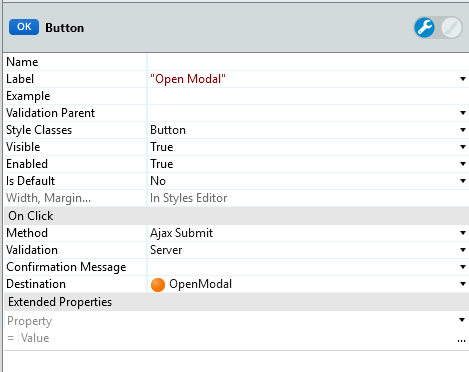 OK Button
Name
Label "Open Modal"
Example
Validation Parent
Style Classes Button
Visible True
Enabled True
Is Default No
Width, Margin... In Styles Editor
On Click
Method Ajax Submit
Validation Server
Confirmation Message
Destination OpenModal
Extended Properties
Property
= Value ...